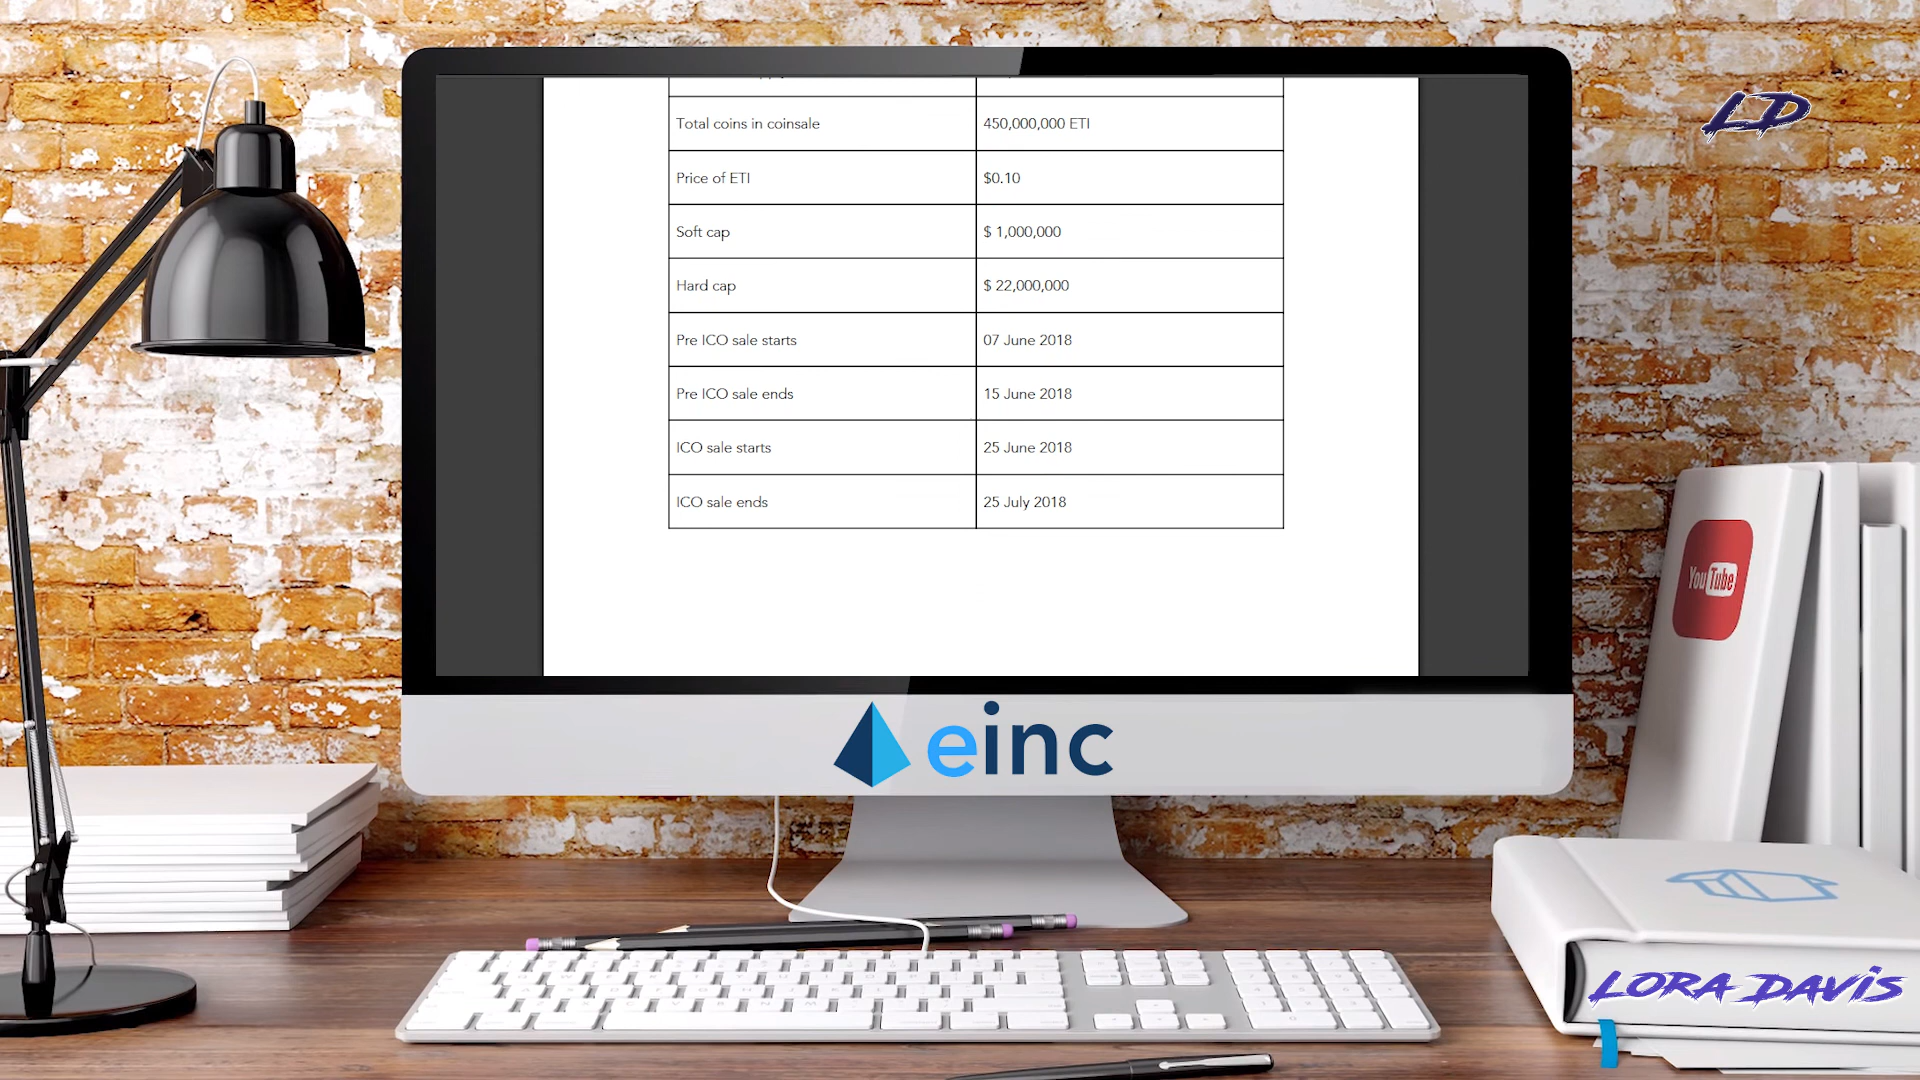 LD
Total coins in coinsale 450,000,000 ETI
Price of ETI $0.10
Soft cap $ 1,000,000
Hard cap $ 22,000,000
Pre ICO sale starts 07 June 2018
Pre ICO sale ends 15 June 2018
ICO sale starts 25 June 2018
ICO sale ends 25 July 2018
YouTube
einc
LORA DAVIS